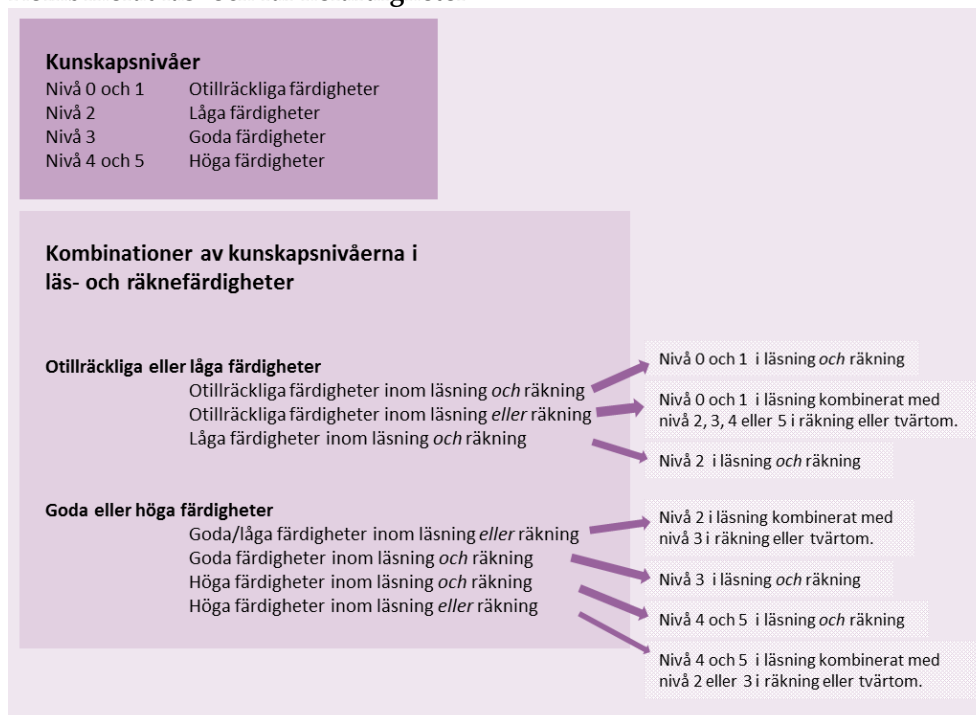 Kunskapsnivåer
Nivå 0 och 1 Otillräckliga färdigheter
Nivå 2 Låga färdigheter
Nivå 3 Goda färdigheter
Nivå 4 och 5 Höga färdigheter
Kombinationer av kunskapsnivåerna i
läs- och räknefärdigheter
Otillräckliga eller låga färdigheter
Otillräckliga färdigheter inom läsning och räkning
Otillräckliga färdigheter inom läsning eller räkning
Låga färdigheter inom läsning och räkning
Nivå 0 och 1 i läsning och räkning
Nivå 0 och 1 i läsning kombinerat med
nivå 2, 3, 4 eller 5 i räkning eller tvärtom.
Nivå 2 i läsning och räkning
Goda eller höga färdigheter
Goda/låga färdigheter inom läsning eller räkning
Goda färdigheter inom läsning och räkning
Höga färdigheter inom läsning och räkning
Höga färdigheter inom läsning eller räkning
Nivå 2 i läsning kombinerat med
nivå 3 i räkning eller tvärtom.
Nivå 3 i läsning och räkning
Nivå 4 och 5 i läsning och räkning
Nivå 4 och 5 i läsning kombinerat med
nivå 2 eller 3 i räkning eller tvärtom.